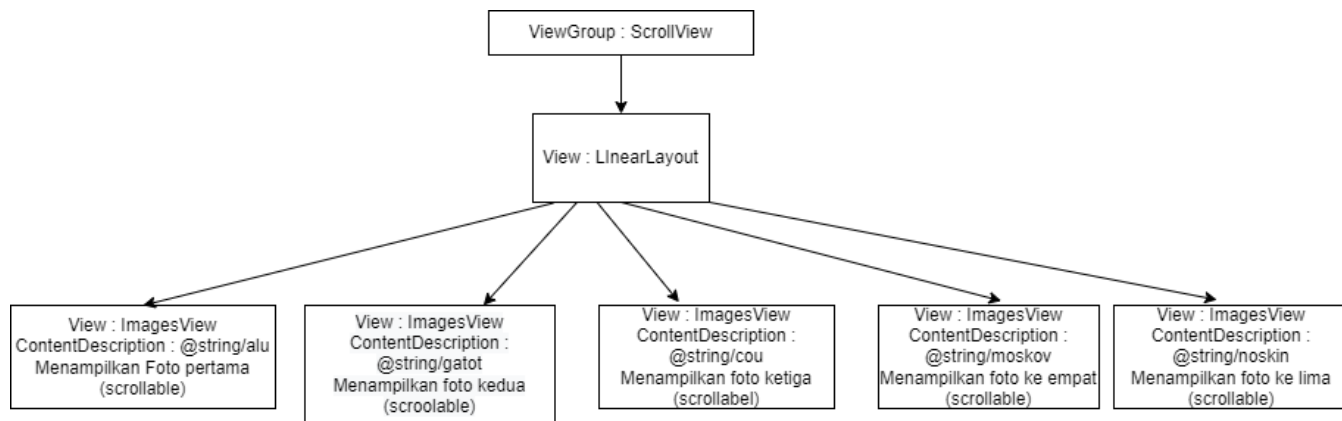 ViewGroup : ScrollView
View : LInearLayout
View : ImagesView
ContentDescription : @string/alu
Menampilkan Foto pertama
(scrollable)
View : ImagesView
ContentDescription :
@string/gatot
Menampilkan foto kedua
(scroolable)
View : ImagesView
ContentDescription :
@string/cou
Menampilkan foto ketiga
(scrollabel)
View : ImagesView
ContentDescription :
@string/moskov
Menampilkan foto ke empat
(scrollable)
View : ImagesView
ContentDescription :
@string/noskin
Menampilkan foto ke lima
(scrollable)